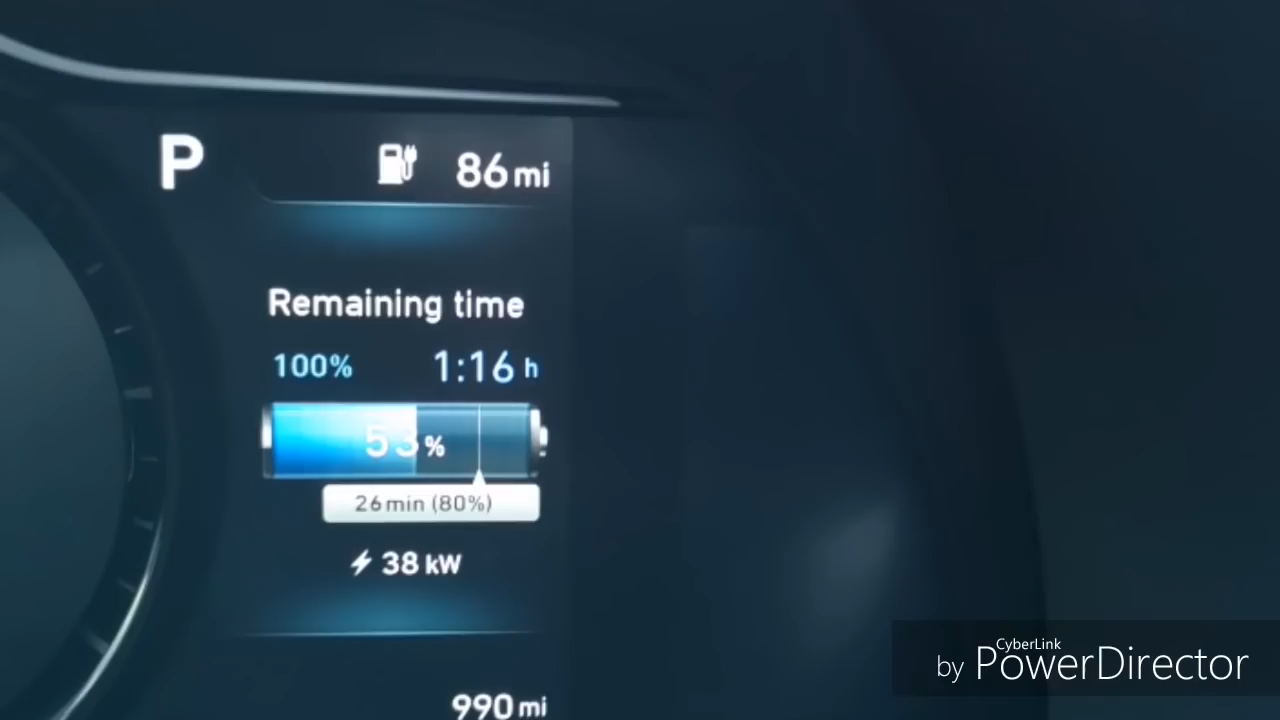 P 86 mi
Remaining time
100% 1:16 h
53%
26 min (80%)
38 kW
990 mi
CyberLink
by PowerDirector